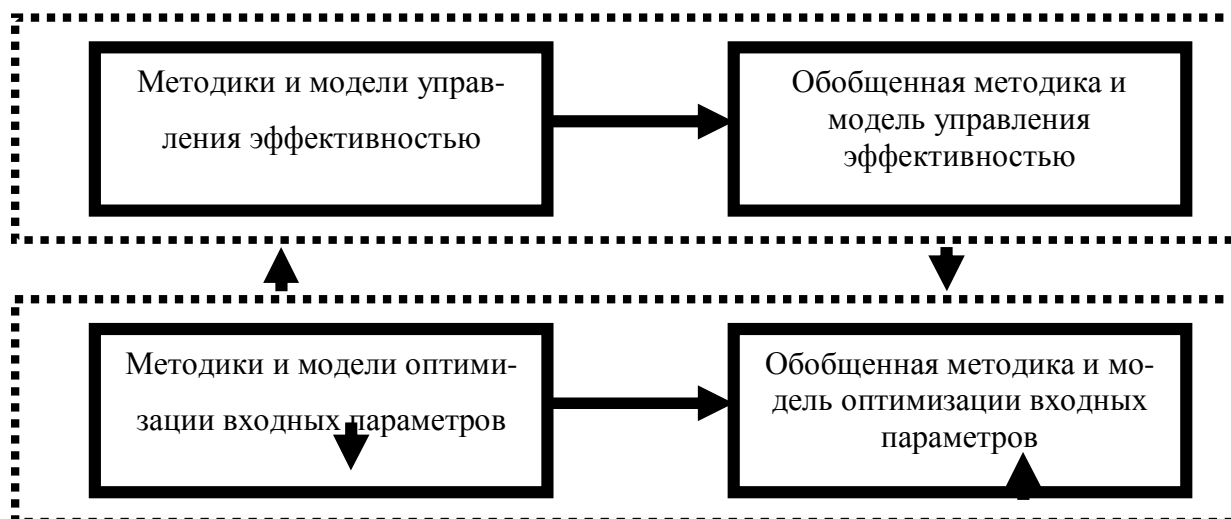 Методики и модели управ-
ления эффективностью
Обобщенная методика и
модель управления
эффективностью
Методики и модели оптими-
зации входных параметров
Обобщенная методика и мо-
дель оптимизации входных
параметров